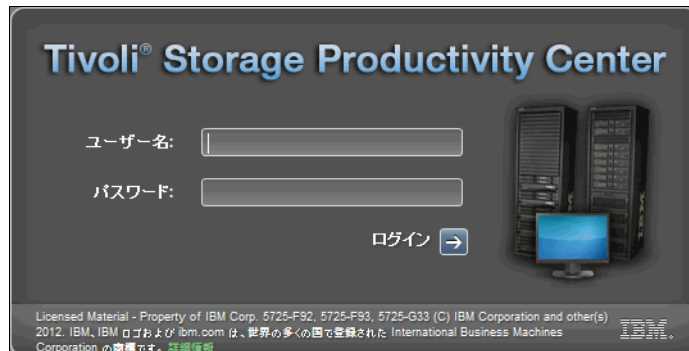 Tivoli® Storage Productivity Center
ユーザー名:
パスワード:
ログイン
Licensed Material - Property of IBM Corp. 5725-F92, 5725-F93, 5725-G33 (C) IBM Corporation and other(s)
2012. IBM、IBM ロゴおよび ibm.com は、世界の多くの国で登録された International Business Machines
Corporation の商標です。 詳細情報
IBM.